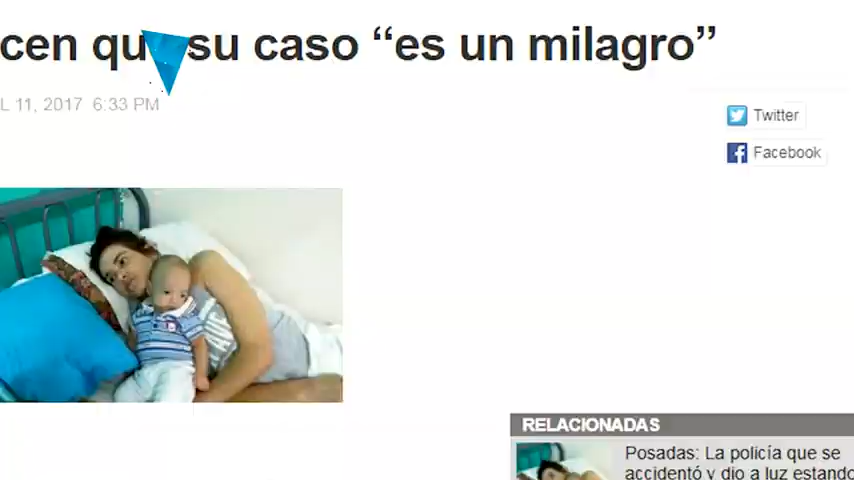 cen qu su caso “es un milagro”
L 11, 2017 6:33 PM
Twitter
Facebook
RELACIONADAS
Posadas: La policía que se
accidentó y dio a luz estando